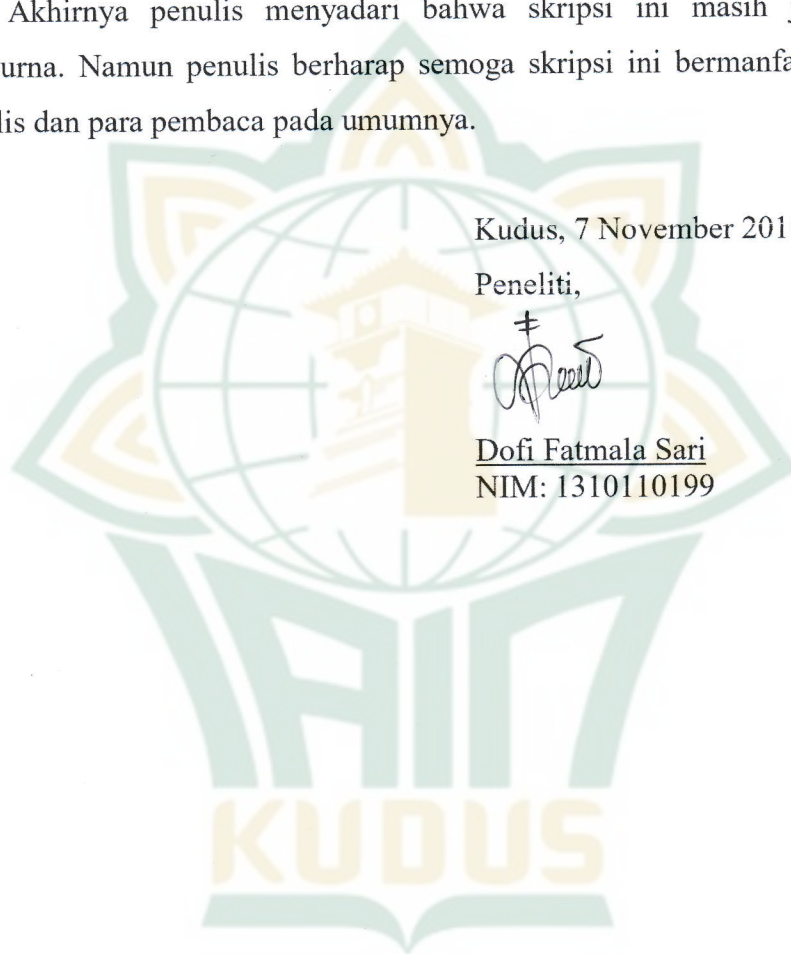 Akhirnya penulis menyadari bahwa skripsi ini masih
urna. Namun penulis berharap semoga skripsi ini bermanfa
lis dan para pembaca pada umumnya.
Kudus, 7 November 201
Peneliti,
Dofi Fatmala Sari
NIM: 1310110199
IAIN
KUDUS